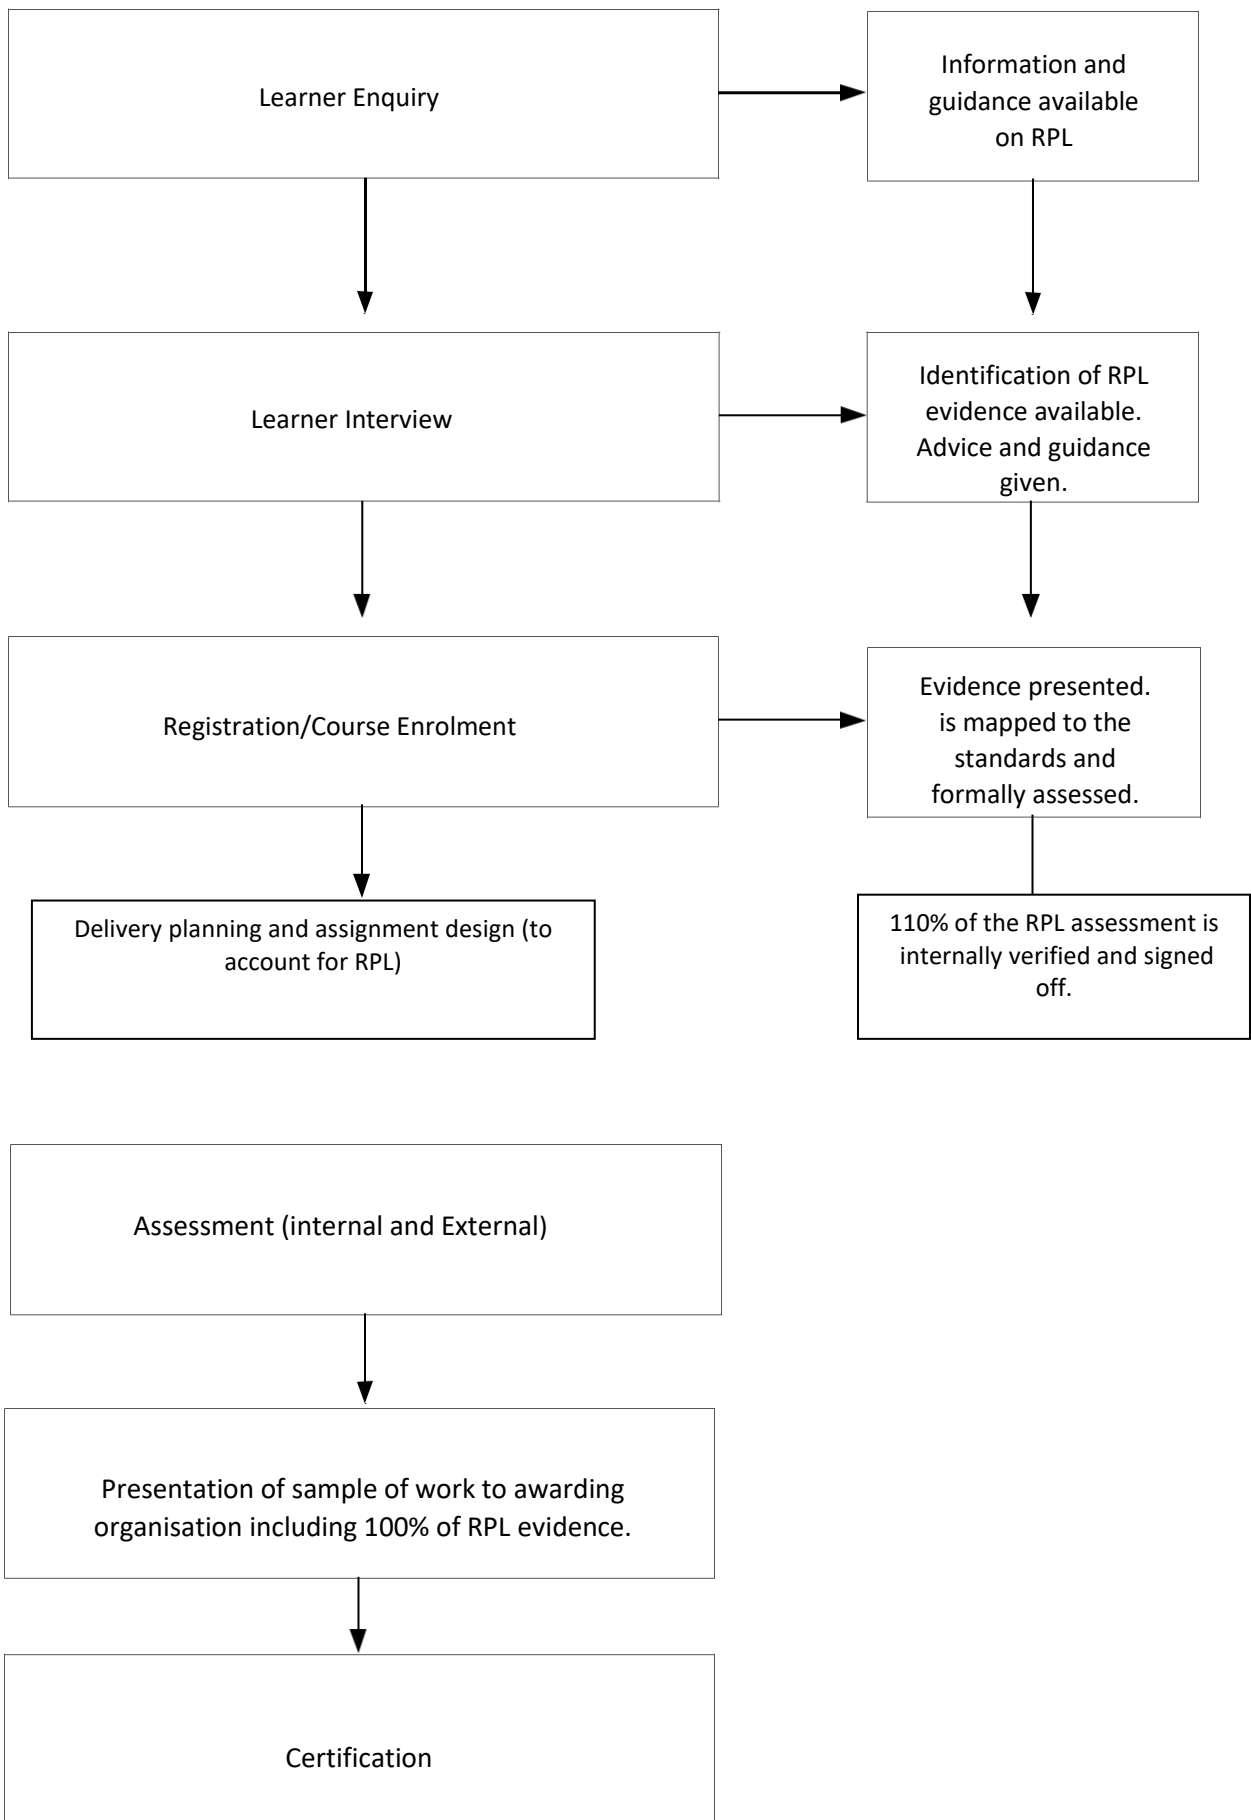 Learner Enquiry
Information and
guidance available
on RPL
Learner Interview
Identification of RPL
evidence available.
Advice and guidance
given.
Registration/Course Enrolment
Evidence presented.
is mapped to the
standards and
formally assessed.
Delivery planning and assignment design (to
account for RPL)
110% of the RPL assessment is
internally verified and signed
off.
Assessment (internal and External)
Presentation of sample of work to awarding
organisation including 100% of RPL evidence.
Certification